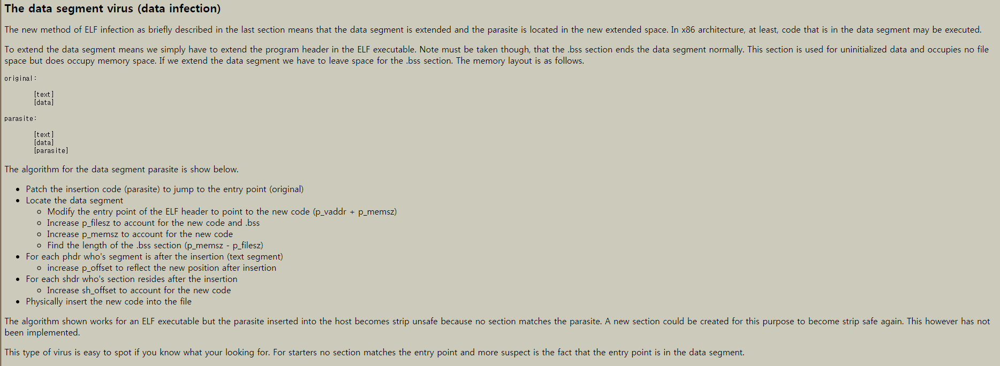 The data segment virus (data infection)
The new method of ELF infection as briefly described in the last section means that the data segment is extended and the parasite is located in the new extended space. In x86 architecture, at least, code that is in the data segment may be executed.
To extend the data segment means we simply have to extend the program header in the ELF executable. Note must be taken though, that the .bss section ends the data segment normally. This section is used for uninitialized data and occupies no file
space but does occupy memory space. If we extend the data segment we have to leave space for the .bss section. The memory layout is as follows.
original:
[text]
[data]
parasite:
[text]
[data]
[parasite]
The algorithm for the data segment parasite is show below.
• Patch the insertion code (parasite) to jump to the entry point (original)
• Locate the data segment
○ Modify the entry point of the ELF header to point to the new code (p_vaddr + p_memsz)
○ Increase p_filesz to account for the new code and .bss
○ Increase p_memsz to account for the new code
○ Find the length of the .bss section (p_memsz - p_filesz)
• For each phdr who's segment is after the insertion (text segment)
○ increase p_offset to reflect the new position after insertion
• For each shdr who's section resides after the insertion
○ Increase sh_offset to account for the new code
• Physically insert the new code into the file
The algorithm shown works for an ELF executable but the parasite inserted into the host becomes strip unsafe because no section matches the parasite. A new section could be created for this purpose to become strip safe again. This however has not
been implemented.
This type of virus is easy to spot if you know what your looking for. For starters no section matches the entry point and more suspect is the fact that the entry point is in the data segment.